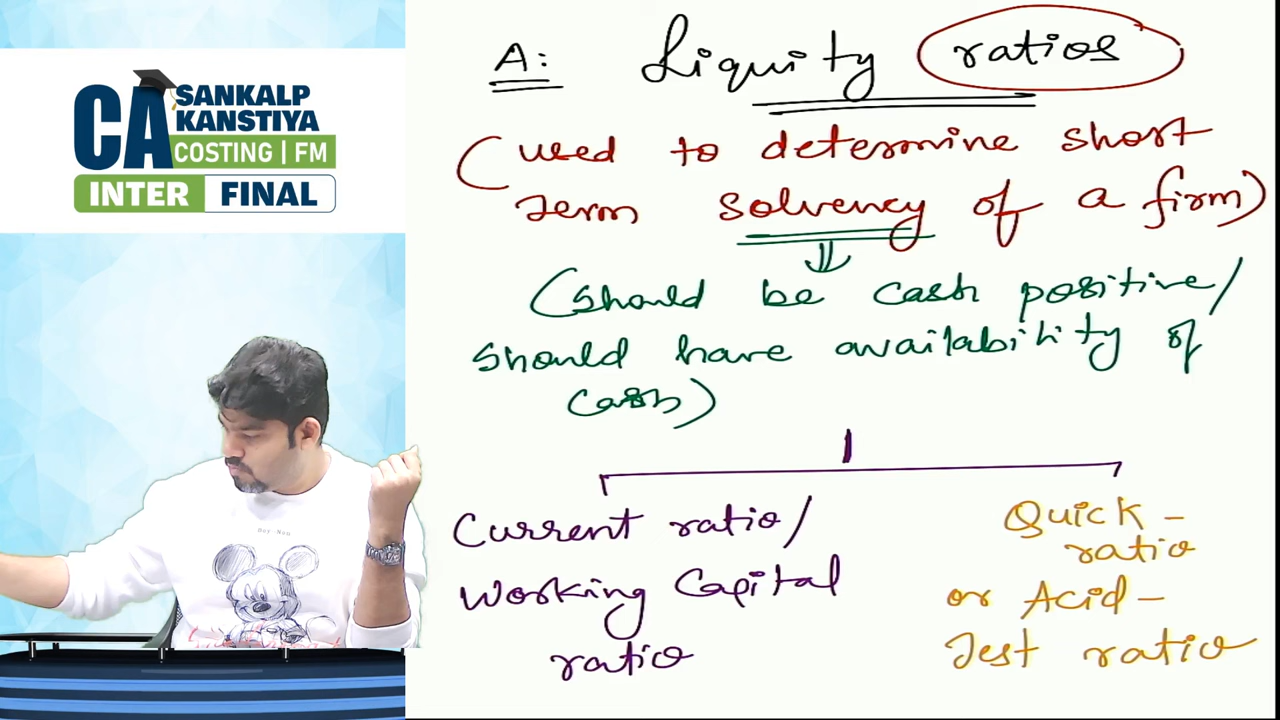 CA
SANKALP
KANSTIYA
COSTING | FM
INTER FINAL
A: Liquity ratios
(used to determine short
term solvency of a firm)
(should be cash positive/
should have availability of
cash)
Current ratio/
Working Capital
ratio
Quick-
ratio
or Acid-
Test ratio